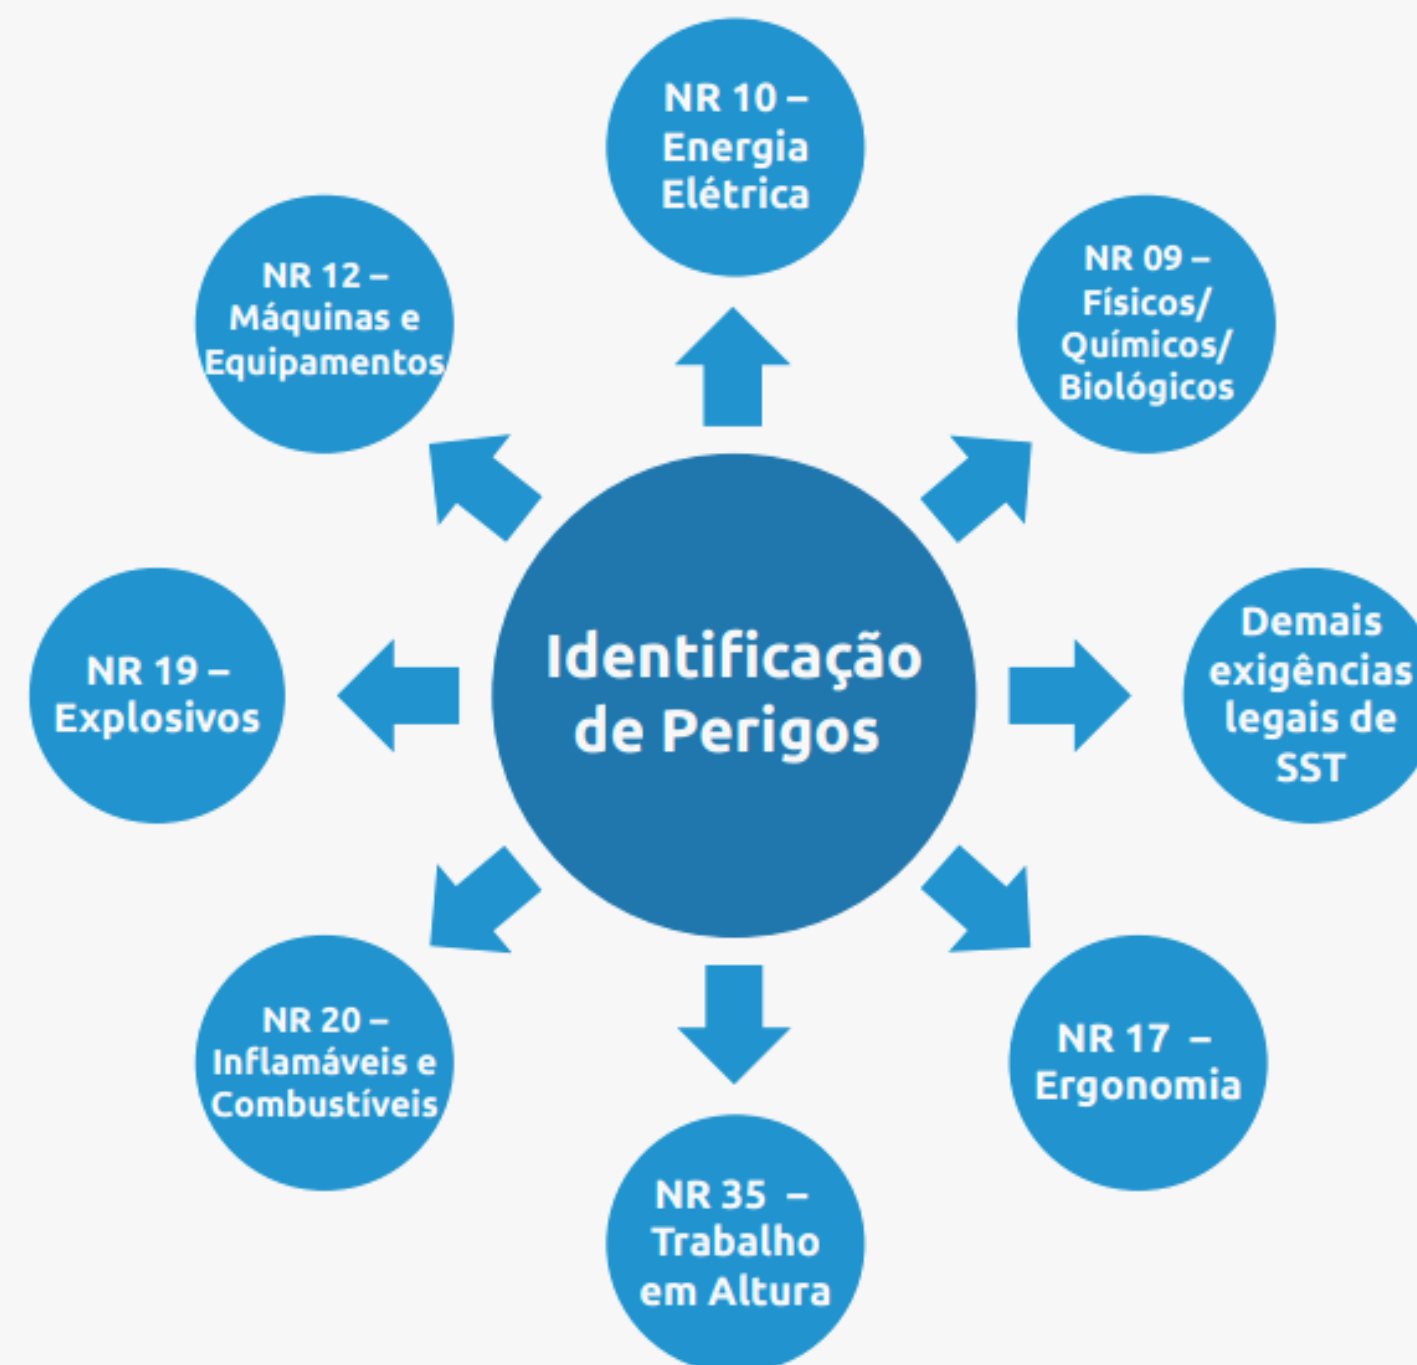 NR 10 –
Energia
Elétrica
NR 09 –
Físicos/
Químicos/
Biológicos
NR 12 –
Máquinas e
Equipamentos
Identificação
de Perigos
Demais
exigências
legais de
SST
NR 19 –
Explosivos
NR 20 –
Inflamáveis e
Combustíveis
NR 17 –
Ergonomia
NR 35 –
Trabalho
em Altura